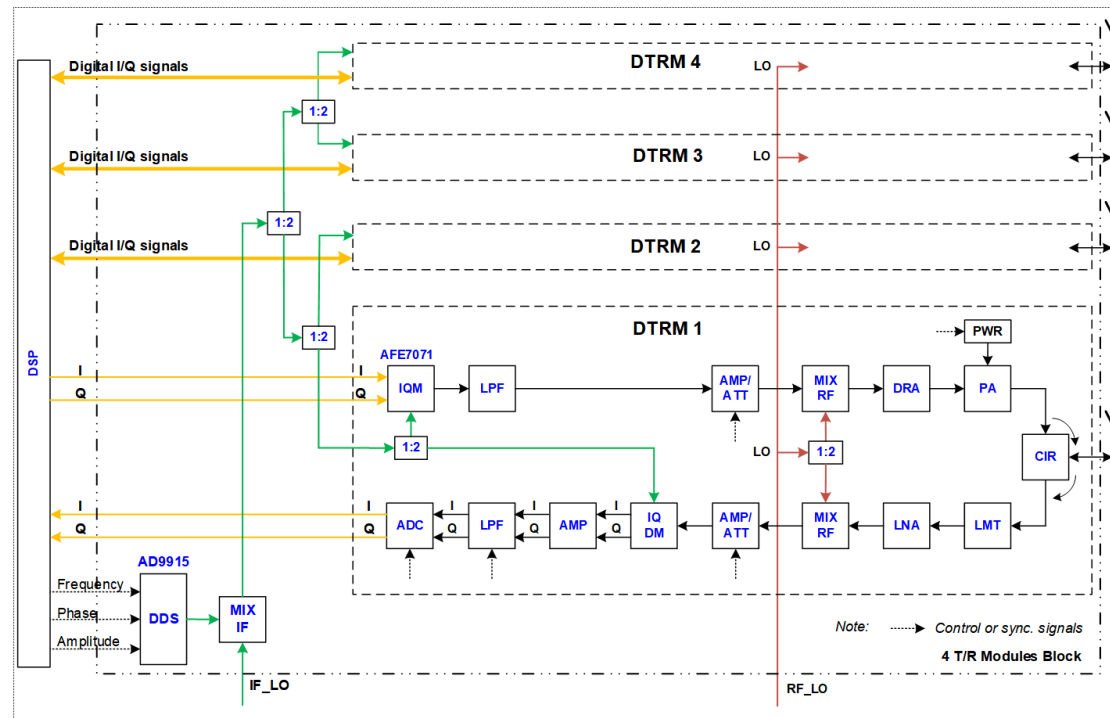 DTRM 4
LO
Digital I/Q signals
1:2
DTRM 3
LO
Digital I/Q signals
1:2
DTRM 2
LO
Digital I/Q signals
1:2
DTRM 1
PWR
DSP
AFE7071
I
Q
I
Q
IQM
LPF
AMP/
ATT
MIX
RF
DRA
PA
1:2
LO
1:2
CIR
I
Q
I
Q
ADC
I
Q
LPF
I
Q
AMP
I
Q
IQ
DM
AMP/
ATT
MIX
RF
LNA
LMT
AD9915
Frequency
Phase
Amplitude
DDS
MIX
IF
Note:
Control or sync. signals
4 T/R Modules Block
IF_LO
RF_LO